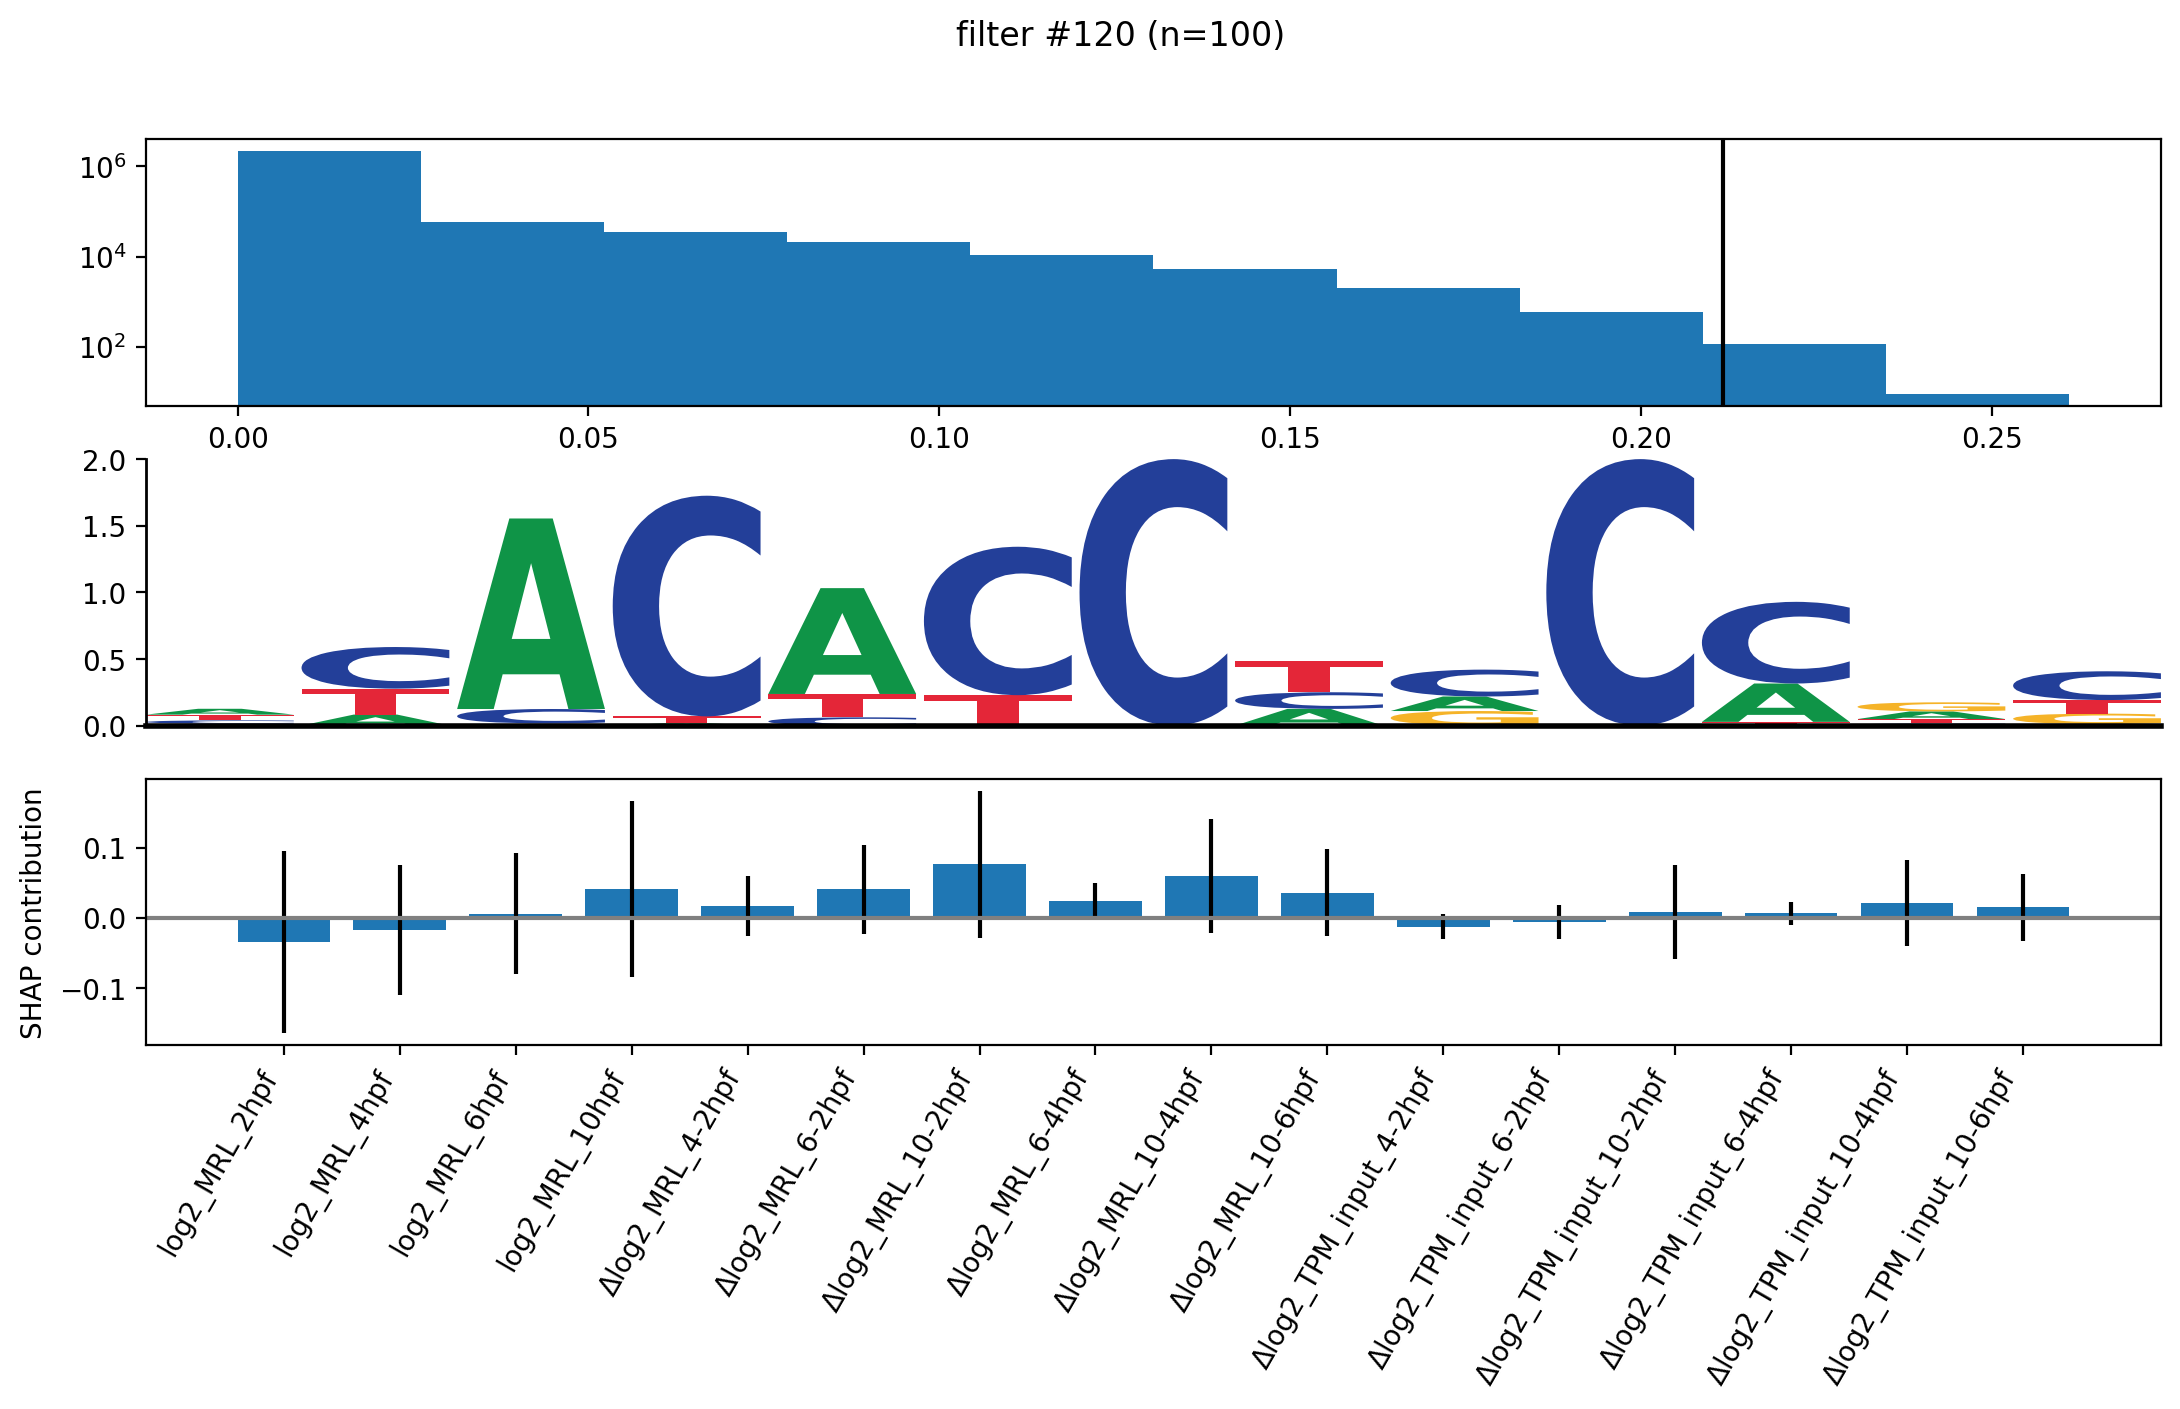 filter #120 (n=100)
10^6
10^4
10^2
0.00 0.05 0.10 0.15 0.20 0.25
2.0
1.5
1.0
0.5
0.0
A T C
C T A
A C
C T
A T C
C T
C
T C A
C A G
C
C A T
G A T
C T G
SHAP contribution
0.1
0.0
−0.1
log2_MRL_2hpf
log2_MRL_4hpf
log2_MRL_6hpf
log2_MRL_10hpf
Δlog2_MRL_4-2hpf
Δlog2_MRL_6-2hpf
Δlog2_MRL_10-2hpf
Δlog2_MRL_6-4hpf
Δlog2_MRL_10-4hpf
Δlog2_MRL_10-6hpf
Δlog2_TPM_input_4-2hpf
Δlog2_TPM_input_6-2hpf
Δlog2_TPM_input_10-2hpf
Δlog2_TPM_input_6-4hpf
Δlog2_TPM_input_10-4hpf
Δlog2_TPM_input_10-6hpf